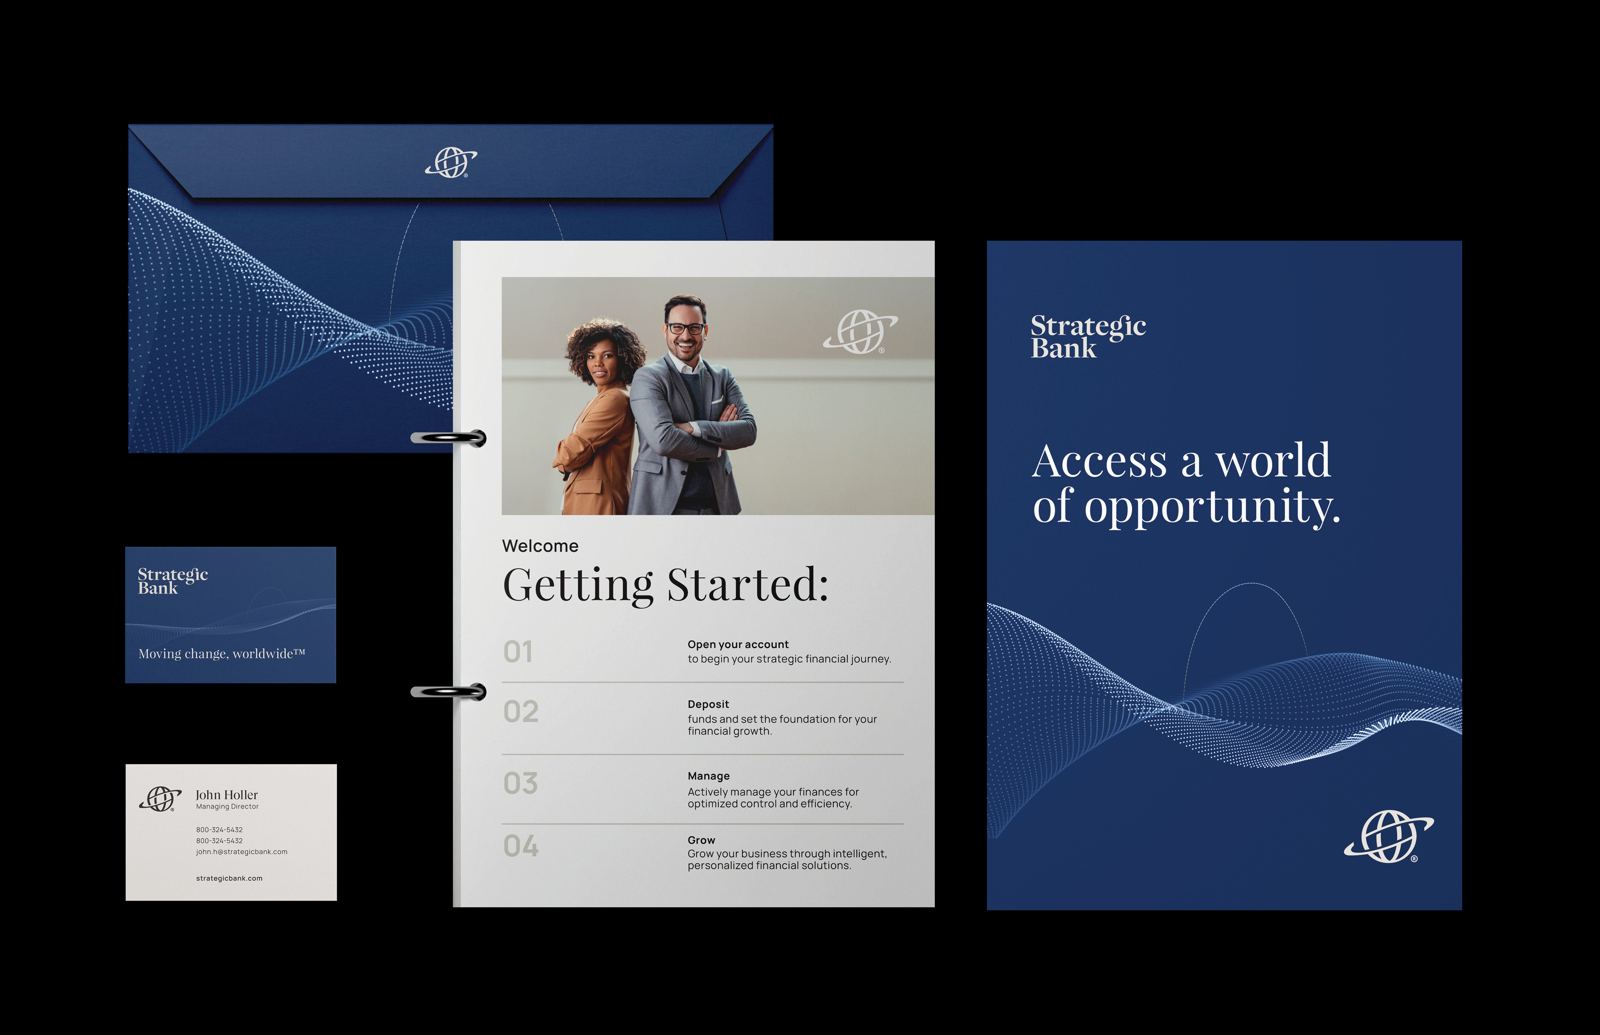 Welcome
Getting Started:
01
Open your account
to begin your strategic financial journey.
02
Deposit
funds and set the foundation for your
financial growth.
03
Manage
Actively manage your finances for
optimized control and efficiency.
04
Grow
Grow your business through intelligent,
personalized financial solutions.
Strategic
Bank
Access a world
of opportunity.
®
Strategic
Bank
Moving change, worldwide™
John Holler
Managing Director
800-324-5432
800-324-5432
john.h@strategicbank.com
strategicbank.com